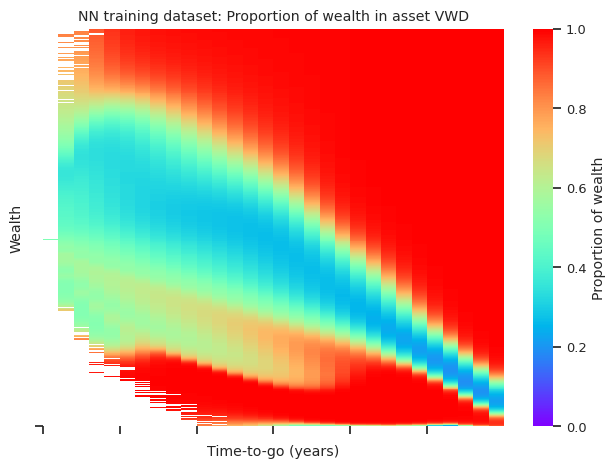 NN training dataset: Proportion of wealth in asset VWD
Wealth
Time-to-go (years)
1.0
0.8
0.6
0.4
0.2
0.0
Proportion of wealth